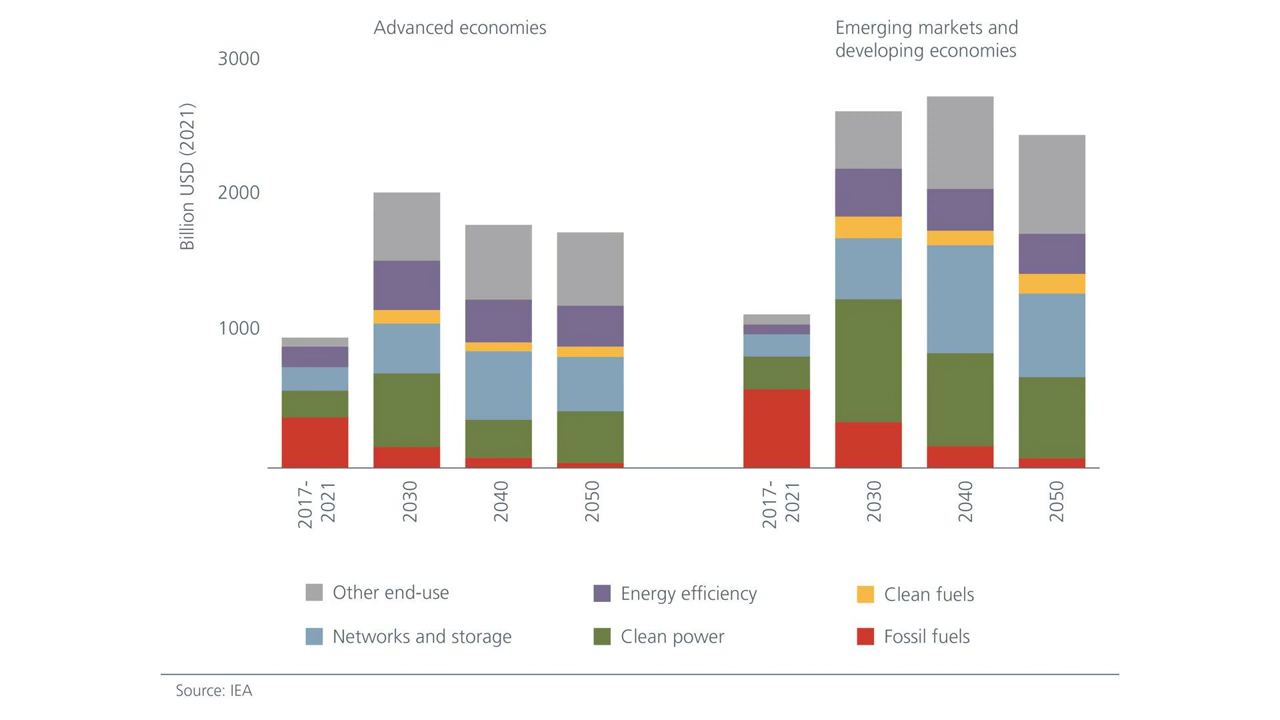 Advanced economies
Emerging markets and
developing economies
3000
2000
1000
Billion USD (2021)
2017-
2021
2030
2040
2050
2017-
2021
2030
2040
2050
Other end-use
Energy efficiency
Clean fuels
Networks and storage
Clean power
Fossil fuels
Source: IEA